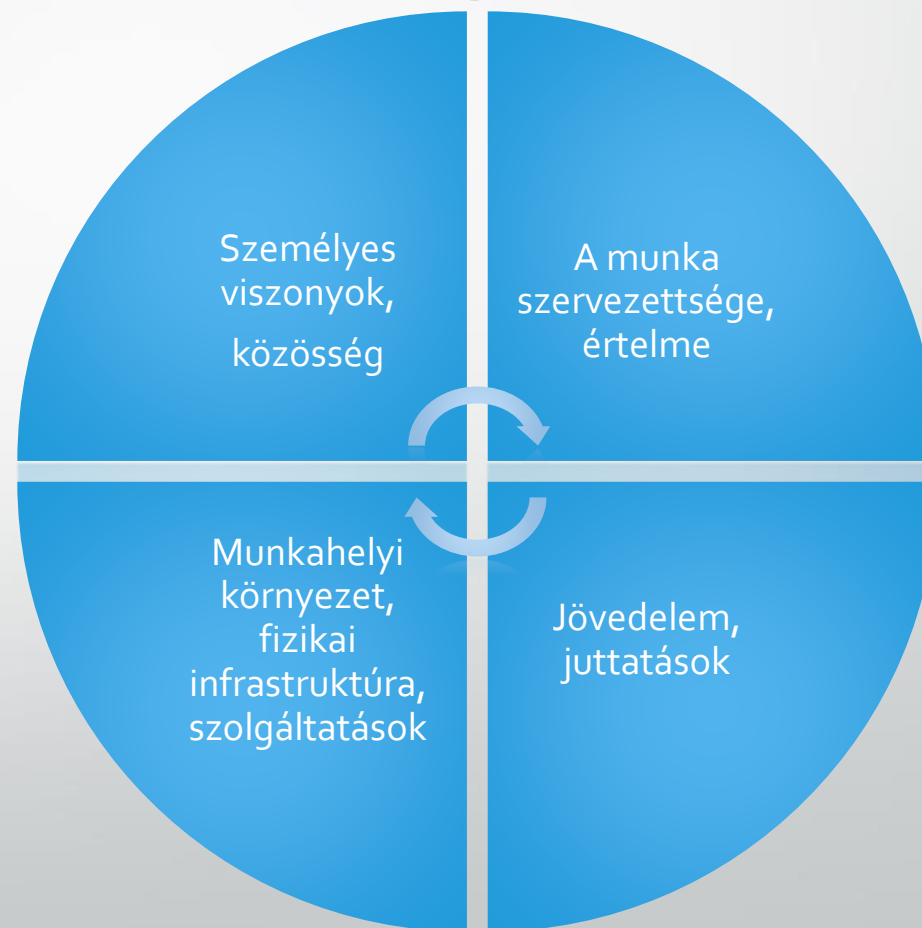 Személyes
viszonyok,
közösség
A munka
szervezettsége,
értelme
Munkahelyi
környezet,
fizikai
infrastruktúra,
szolgáltatások
Jövedelem,
juttatások